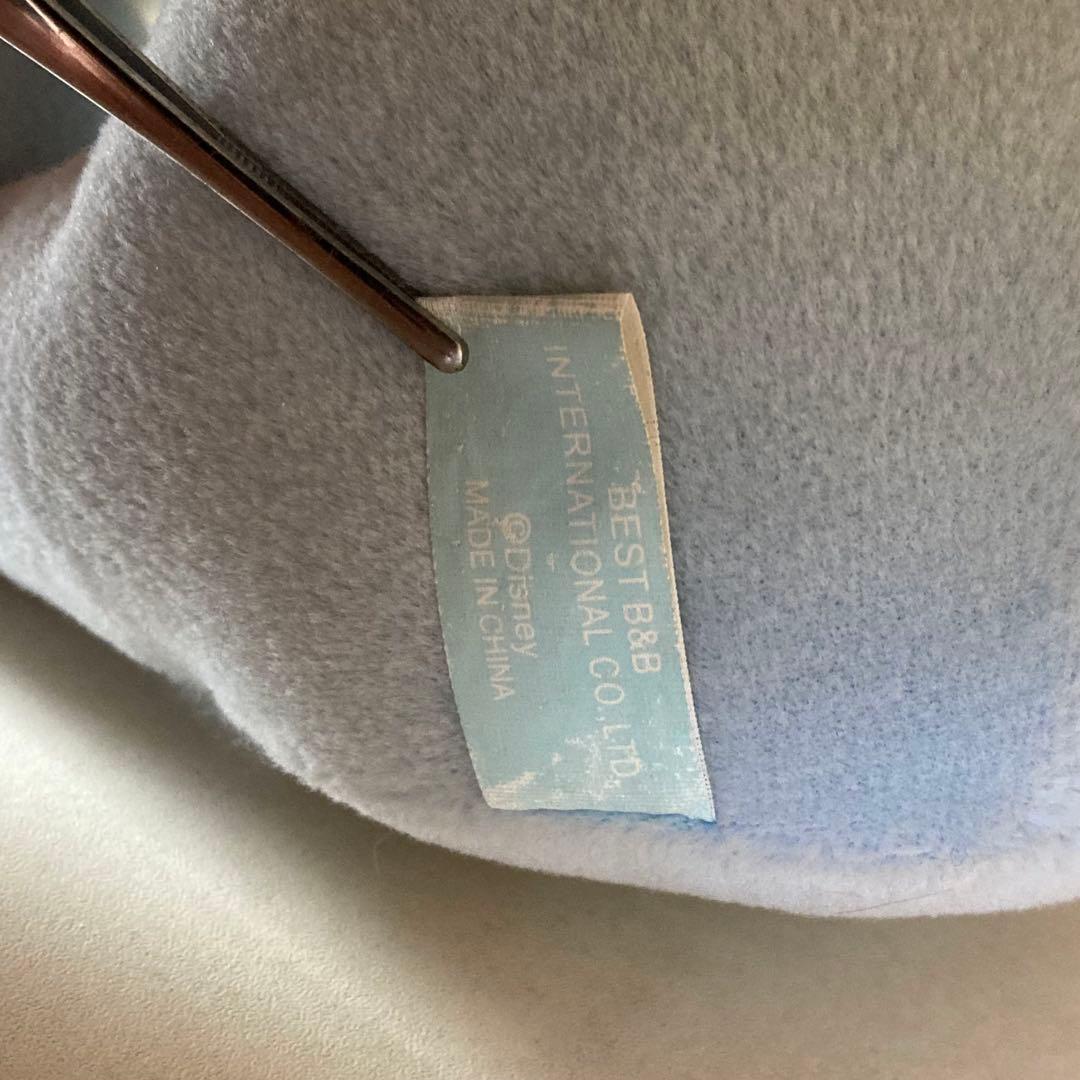 BEST B&B
INTERNATIONAL CO.,LTD.
©Disney
MADE IN CHINA